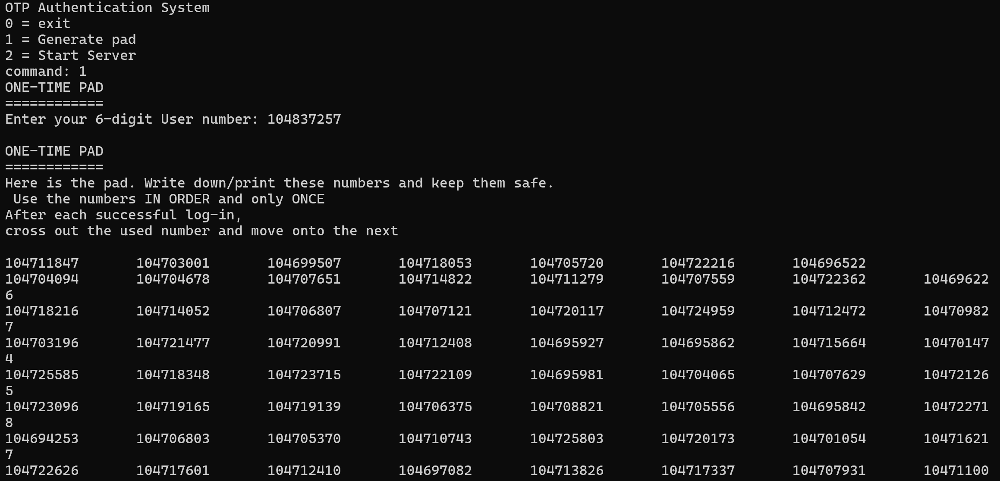 OTP Authentication System
0 = exit
1 = Generate pad
2 = Start Server
command: 1
ONE-TIME PAD
============
Enter your 6-digit User number: 104837257
ONE-TIME PAD
============
Here is the pad. Write down/print these numbers and keep them safe.
 Use the numbers IN ORDER and only ONCE
After each successful log-in,
cross out the used number and move onto the next
104711847 104703001 104699507 104718053 104705720 104722216 104696522
104704094 104704678 104707651 104714822 104711279 104707559 104722362 10469622
6
104718216 104714052 104706807 104707121 104720117 104724959 104712472 10470982
7
104703196 104721477 104720991 104712408 104695927 104695862 104715664 10470147
4
104725585 104718348 104723715 104722109 104695981 104704065 104707629 10472126
5
104723096 104719165 104719139 104706375 104708821 104705556 104695842 10472271
8
104694253 104706803 104705370 104710743 104725803 104720173 104701054 10471621
7
104722626 104717601 104712410 104697082 104713826 104717337 104707931 10471100